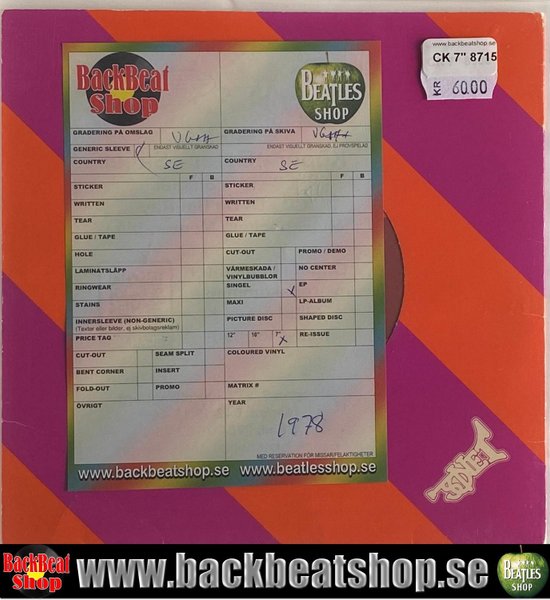 www.backbeatshop.se
CK 7" 8715
KR 60.00
BackBeat
Shop
BEATLES
SHOP
GRADERING PÅ OMSLAG VG++
GRADERING PÅ SKIVA VG++
GENERIC SLEEVE
ENDAST VISUELLT GRANSKAD
ENDAST VISUELLT GRANSKAD, EJ PROVSPELAD
COUNTRY SE
COUNTRY SE
F B
F B
STICKER
STICKER
WRITTEN
WRITTEN
TEAR
TEAR
GLUE / TAPE
GLUE / TAPE
HOLE
CUT-OUT
PROMO / DEMO
LAMINATSLÄPP
VÄRMESKADA /
VINYLBUBBLOR
NO CENTER
RINGWEAR
SINGEL
EP
STAINS
MAXI
LP-ALBUM
INNERSLEEVE (NON-GENERIC)
(Texter eller bilder, ej skivbolagsreklam)
PICTURE DISC
SHAPED DISC
PRICE TAG
12" 10" 7" X
RE-ISSUE
CUT-OUT
SEAM SPLIT
COLOURED VINYL
BENT CORNER
INSERT
FOLD-OUT
PROMO
MATRIX #
ÖVRIGT
YEAR
1978
MED RESERVATION FÖR MISSAR/FELAKTIGHETER
www.backbeatshop.se www.beatlesshop.se
BackBeat
Shop
www.backbeatshop.se
BEATLES
SHOP